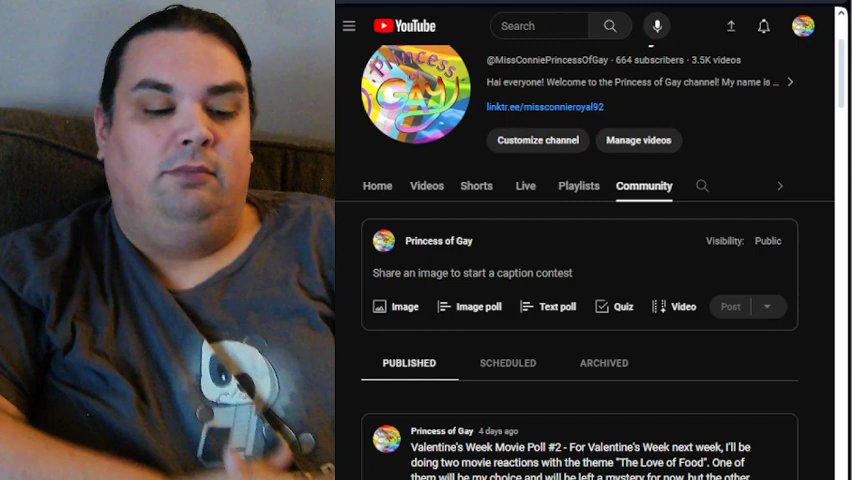 YouTube
Search
Princess
OF
GAY
@MissConniePrincessOfGay · 664 subscribers · 3.5K videos
Hai everyone! Welcome to the Princess of Gay channel! My name is ...
linktr.ee/missconnieroyal92
Customize channel
Manage videos
Home
Videos
Shorts
Live
Playlists
Community
Princess of Gay
Visibility: Public
Share an image to start a caption contest
Image
Image poll
Text poll
Quiz
Video
Post
PUBLISHED
SCHEDULED
ARCHIVED
Princess of Gay 4 days ago
Valentine's Week Movie Poll #2 - For Valentine's Week next week, I'll be
doing two movie reactions with the theme "The Love of Food". One of
them will be my choice and will be left a mystery for now, but the other